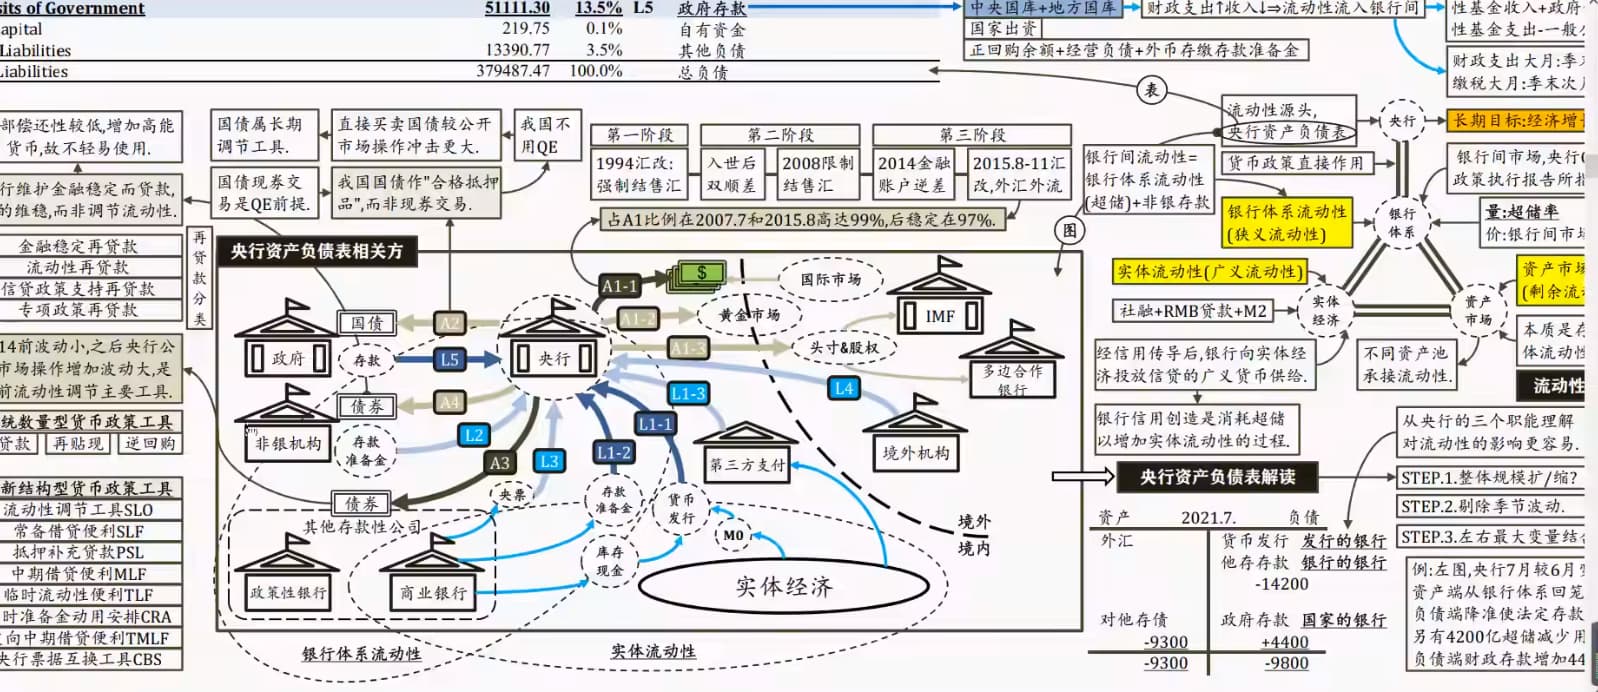 sits of Government 51111.30 13.5% L5 政府存款
apital 219.75 0.1% 自有资金
Liabilities 13390.77 3.5% 其他负债
Liabilities 379487.47 100.0% 总负债
中央国库+地方国库
国家出资
正回购余额+经营负债+外币存缴存款准备金
财政支出↑收入↓⇒流动性流入银行间
性基金收入+政府
性基金支出-一般公
财政支出大月:季
缴税大月:季末次月
表
部偿还性较低,增加高能
货币,故不轻易使用.
国债属长期
调节工具.
直接买卖国债较公开
市场操作冲击更大.
我国不
用QE
行维护金融稳定而贷款,
的维稳,而非调节流动性.
国债现券交
易是QE前提.
我国国债作"合格抵押
品",而非现券交易.
第一阶段
1994汇改:
强制结售汇
第二阶段
入世后
双顺差
2008限制
结售汇
第三阶段
2014金融
账户逆差
2015.8-11汇
改,外汇外流
占A1比例在2007.7和2015.8高达99%,后稳定在97%.
金融稳定再贷款
流动性再贷款
信贷政策支持再贷款
专项政策再贷款
再贷款分类
14前波动小,之后央行公
市场操作增加波动大,是
前流动性调节主要工具.
统数量型货币政策工具
贷款
再贴现
逆回购
新结构型货币政策工具
流动性调节工具SLO
常备借贷便利SLF
抵押补充贷款PSL
中期借贷便利MLF
临时流动性便利TLF
时准备金动用安排CRA
定向中期借贷便利TMLF
央行票据互换工具CBS
央行资产负债表相关方
政府
国债
存款
A2
L5
央行
A1-1
$
A1-2
A1-3
国际市场
黄金市场
头寸&股权
IMF
多边合作
银行
非银机构
债券
存款
准备金
A4
L2
A3
L3
L1-2
L1-1
L1-3
L4
第三方支付
境外机构
债券
央票
存款
准备金
货币
发行
M0
库存
现金
其他存款性公司
政策性银行
商业银行
实体经济
境外
境内
银行体系流动性
实体流动性
图
流动性源头,
央行资产负债表
货币政策直接作用
央行
长期目标:经济增
银行间流动性=
银行体系流动性
(超储)+非银存款
银行体系流动性
(狭义流动性)
银行
体系
银行间市场,央行
政策执行报告所指
量:超储率
价:银行间市
实体流动性(广义流动性)
社融+RMB贷款+M2
实体
经济
资产
市场
资产市场
(剩余流
本质是存
体流动性
经信用传导后,银行向实体经
济投放信贷的广义货币供给.
不同资产池
承接流动性.
流动性
银行信用创造是消耗超储
以增加实体流动性的过程.
从央行的三个职能理解
对流动性的影响更容易.
央行资产负债表解读
STEP.1.整体规模扩/缩?
STEP.2.剔除季节波动.
STEP.3.左右最大变量结
资产 2021.7. 负债
外汇 货币发行 发行的银行
他存存款 银行的银行
-14200
对他存债 政府存款 国家的银行
-9300 +4400
-9300 -9800
例:左图,央行7月较6月
资产端从银行体系回笼
负债端降准使法定存款
另有4200亿超储减少用
负债端财政存款增加44